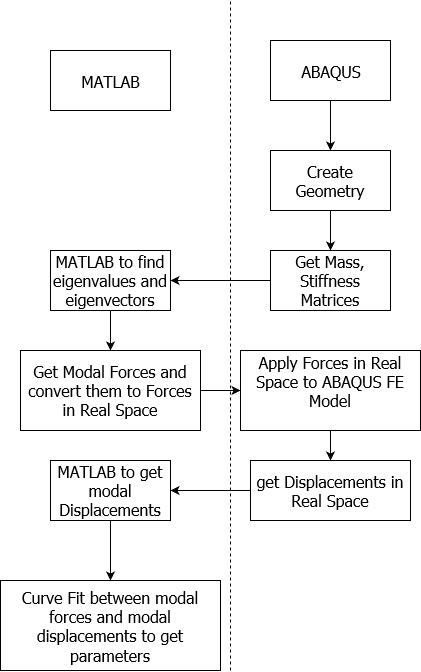 MATLAB
ABAQUS
Create
Geometry
Get Mass,
Stiffness
Matrices
MATLAB to find
eigenvalues and
eigenvectors
Get Modal Forces and
convert them to Forces
in Real Space
Apply Forces in Real
Space to ABAQUS FE
Model
get Displacements in
Real Space
MATLAB to get
modal
Displacements
Curve Fit between modal
forces and modal
displacements to get
parameters